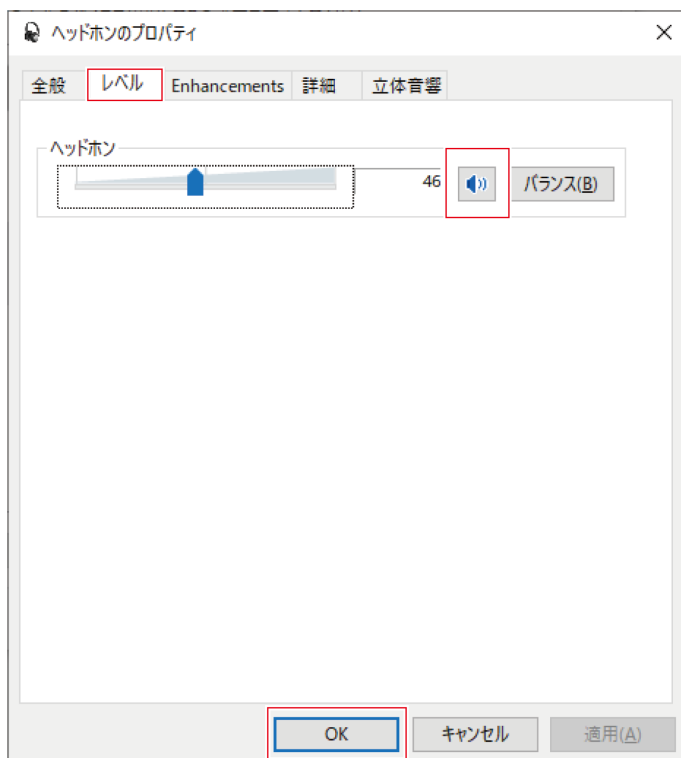 ヘッドホンのプロパティ
全般 レベル Enhancements 詳細 立体音響
ヘッドホン
46 バランス(B)
OK キャンセル 適用(A)